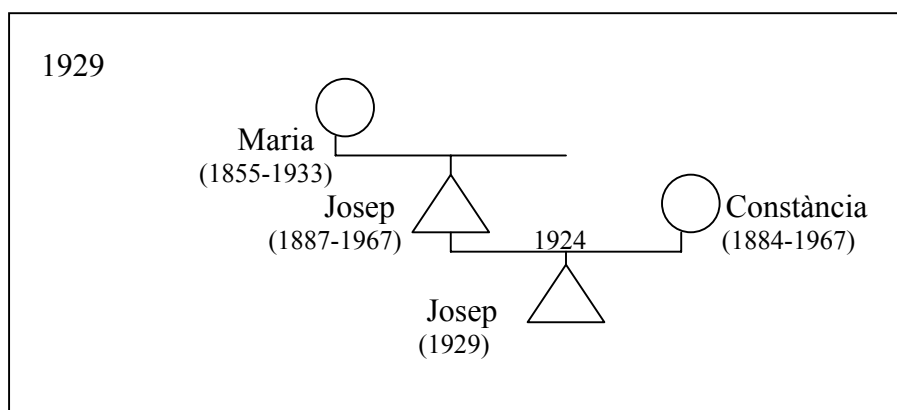 1929
Maria
(1855-1933)
Josep
(1887-1967)
1924
Constància
(1884-1967)
Josep
(1929)